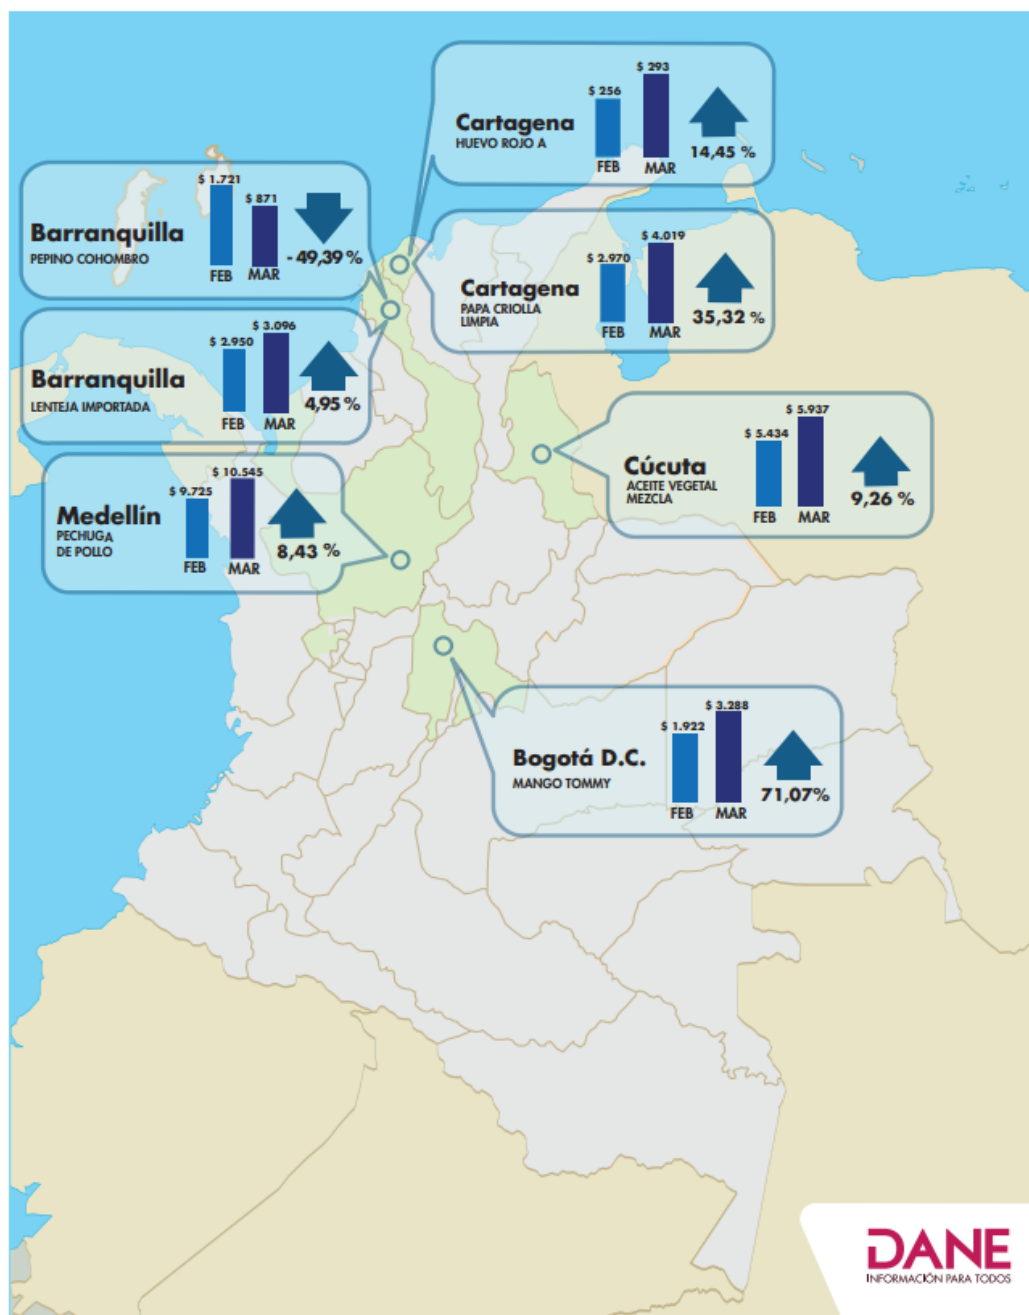 $ 256
$ 293
Cartagena
HUEVO ROJO A
14,45 %
FEB
MAR
$ 1.721
$ 871
Barranquilla
PEPINO COHOMBRO
- 49,39 %
FEB
MAR
$ 2.970
$ 4.019
Cartagena
PAPA CRIOLLA
LIMPIA
35,32 %
FEB
MAR
$ 2.950
$ 3.096
Barranquilla
LENTEJA IMPORTADA
4,95 %
FEB
MAR
$ 5.434
$ 5.937
Cúcuta
ACEITE VEGETAL
MEZCLA
9,26 %
FEB
MAR
$ 9.725
$ 10.545
Medellín
PECHUGA
DE POLLO
8,43 %
FEB
MAR
$ 1.922
$ 3.288
Bogotá D.C.
MANGO TOMMY
71,07%
FEB
MAR
DANE
INFORMACIÓN PARA TODOS